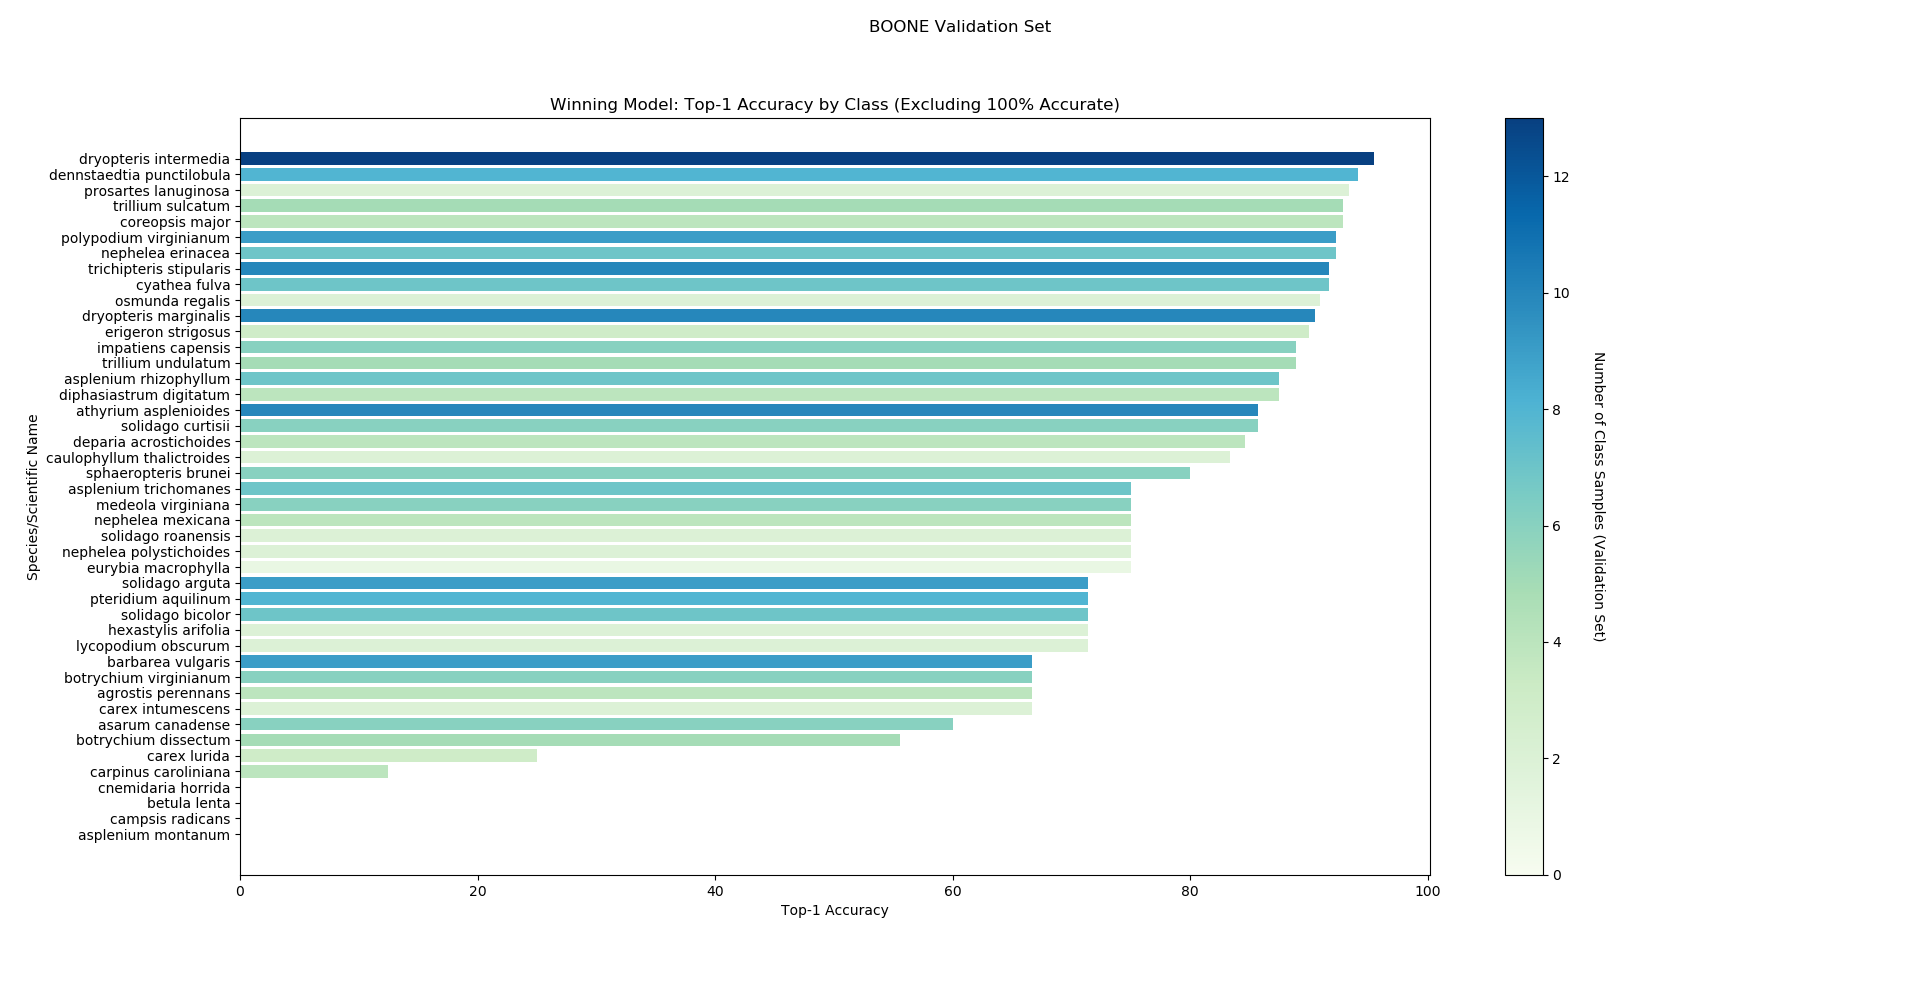 BOONE Validation Set
Winning Model: Top-1 Accuracy by Class (Excluding 100% Accurate)
Species/Scientific Name
dryopteris intermedia
dennstaedtia punctilobula
prosartes lanuginosa
trillium sulcatum
coreopsis major
polypodium virginianum
nephelea erinacea
trichipteris stipularis
cyathea fulva
osmunda regalis
dryopteris marginalis
erigeron strigosus
impatiens capensis
trillium undulatum
asplenium rhizophyllum
diphasiastrum digitatum
athyrium asplenioides
solidago curtisii
deparia acrostichoides
caulophyllum thalictroides
sphaeropteris brunei
asplenium trichomanes
medeola virginiana
nephelea mexicana
solidago roanensis
nephelea polystichoides
eurybia macrophylla
solidago arguta
pteridium aquilinum
solidago bicolor
hexastylis arifolia
lycopodium obscurum
barbarea vulgaris
botrychium virginianum
agrostis perennans
carex intumescens
asarum canadense
botrychium dissectum
carex lurida
carpinus caroliniana
cnemidaria horrida
betula lenta
campsis radicans
asplenium montanum
0 20 40 60 80 100
Top-1 Accuracy
12
10
8
6
4
2
0
Number of Class Samples (Validation Set)